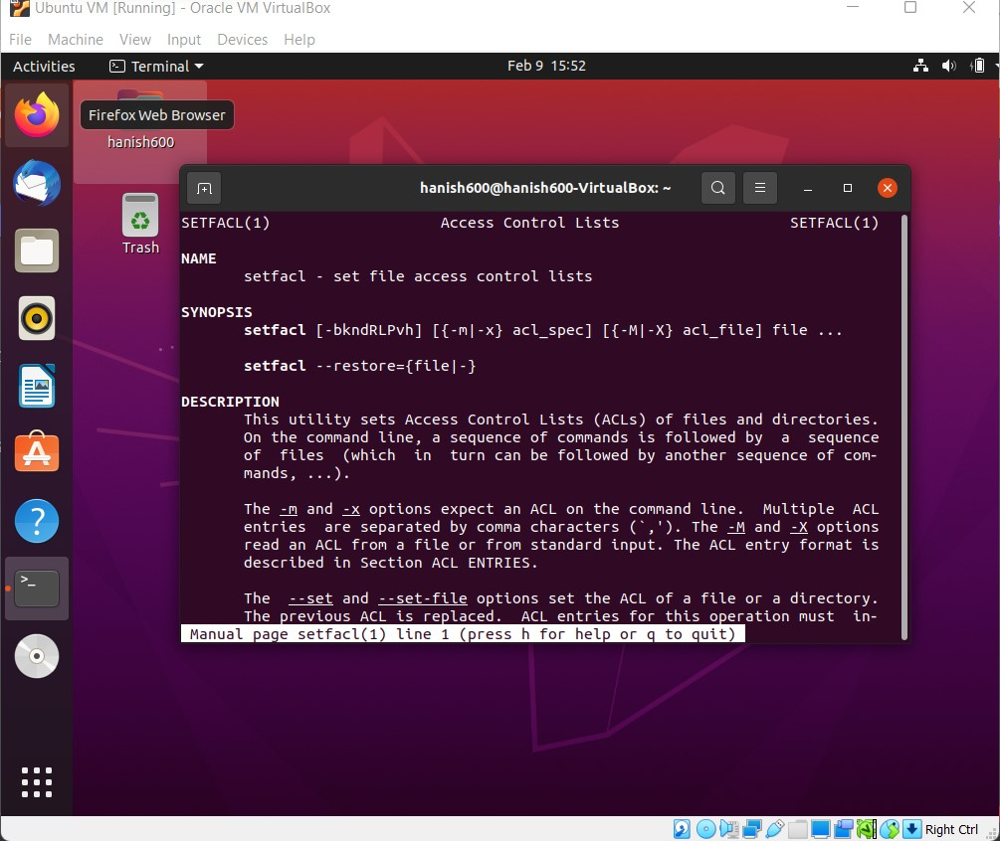 Ubuntu VM [Running] - Oracle VM VirtualBox
File Machine View Input Devices Help
Activities Terminal Feb 9 15:52
Firefox Web Browser
hanish600
Trash
hanish600@hanish600-VirtualBox: ~
SETFACL(1) Access Control Lists SETFACL(1)
NAME
setfacl - set file access control lists
SYNOPSIS
setfacl [-bkndRLPvh] [{-m|-x} acl_spec] [{-M|-X} acl_file] file ...
setfacl --restore={file|-}
DESCRIPTION
This utility sets Access Control Lists (ACLs) of files and directories.
On the command line, a sequence of commands is followed by a sequence
of files (which in turn can be followed by another sequence of com-
mands, ...).
The -m and -x options expect an ACL on the command line. Multiple ACL
entries are separated by comma characters (`,'). The -M and -X options
read an ACL from a file or from standard input. The ACL entry format is
described in Section ACL ENTRIES.
The --set and --set-file options set the ACL of a file or a directory.
The previous ACL is replaced. ACL entries for this operation must in-
Manual page setfacl(1) line 1 (press h for help or q to quit)
Right Ctrl